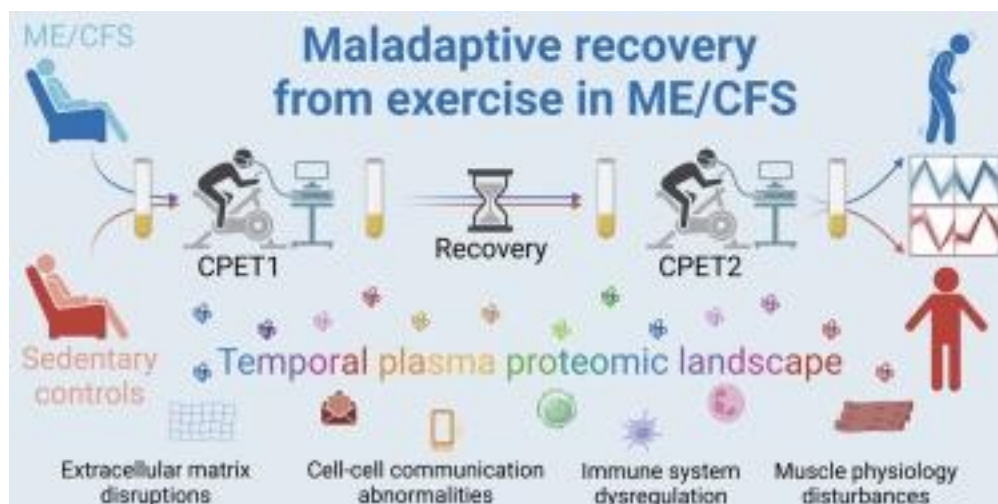 ME/CFS
Maladaptive recovery
from exercise in ME/CFS
CPET1
Recovery
CPET2
Sedentary
controls
Temporal plasma proteomic landscape
Extracellular matrix
disruptions
Cell-cell communication
abnormalities
Immune system
dysregulation
Muscle physiology
disturbances